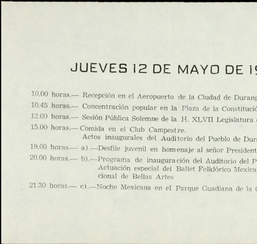 JUEVES 12 DE MAYO DE 19
10.00 horas.— Recepción en el Aeropuerto de la Ciudad de Durang
10.45 horas.— Concentración popular en la Plaza de la Constitució
12.00 horas.— Sesión Pública Solemne de la H. XLVII Legislatura
15.00 horas.— Comida en el Club Campestre.
Actos inaugurales del Auditorio del Pueblo de Dur
19.00 horas.— a).—Desfile juvenil en homenaje al señor President
20.00 horas.— b).—Programa de inauguración del Auditorio del P
Actuación especial del Ballet Folklórico Mexica
cional de Bellas Artes
21.30 horas.— c).—Noche Mexicana en el Parque Guadiana de la C